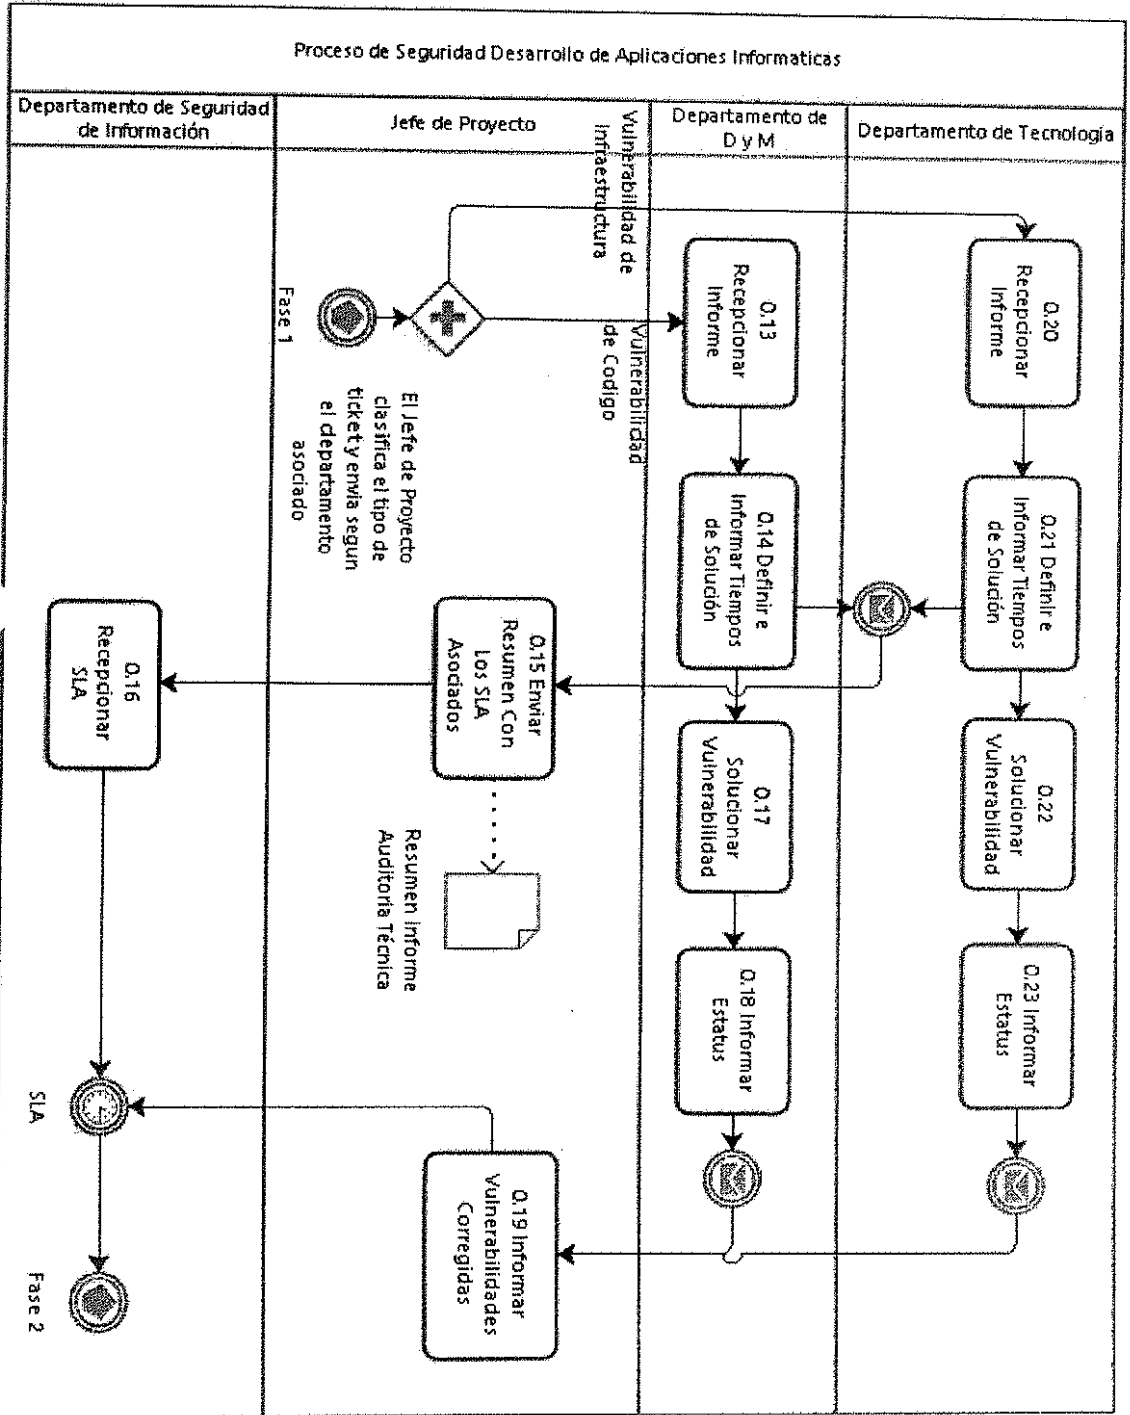 Proceso de Seguridad Desarrollo de Aplicaciones Informaticas
Departamento de Seguridad
de Información
Jefe de Proyecto
Departamento de
D y M
Departamento de Tecnología
Vulnerabilidad de
Infraestructura
Vulnerabilidad
de Codigo
Fase 1
El Jefe de Proyecto
clasifica el tipo de
ticket y envia segun
el departamento
asociado
0.20
Recepcionar
Informe
0.21 Definir e
Informar Tiempos
de Solución
0.22
Solucionar
Vulnerabilidad
0.23 Informar
Estatus
0.13
Recepcionar
Informe
0.14 Definir e
Informar Tiempos
de Solución
0.17
Solucionar
Vulnerabilidad
0.18 Informar
Estatus
0.15 Enviar
Resumen Con
Los SLA
Asociados
Resumen Informe
Auditoria Técnica
0.19 Informar
Vulnerabilidades
Corregidas
0.16
Recepcionar
SLA
SLA
Fase 2